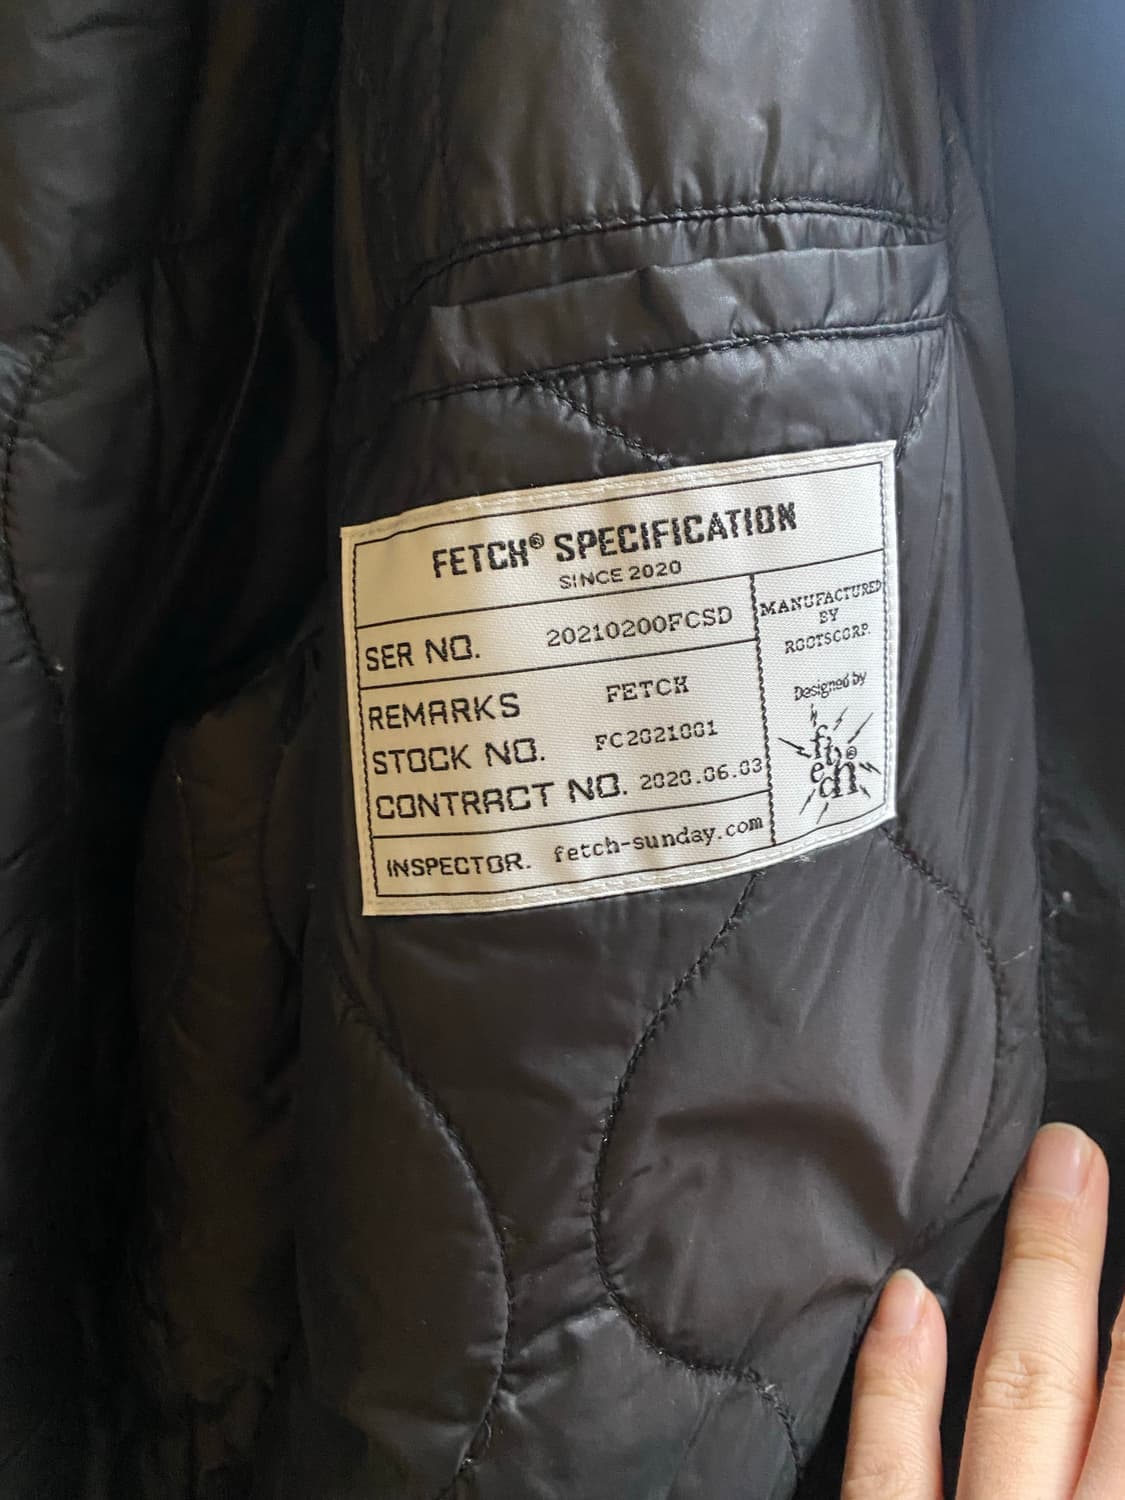 FETCH® SPECIFICATION
SINCE 2020
SER NO. 20210200FCSD
REMARKS FETCH
STOCK NO. FC2021001
CONTRACT NO. 2020.06.03
INSPECTOR. fetch-sunday.com
MANUFACTURED
BY
ROOTSCORP.
Designed by
fetch®